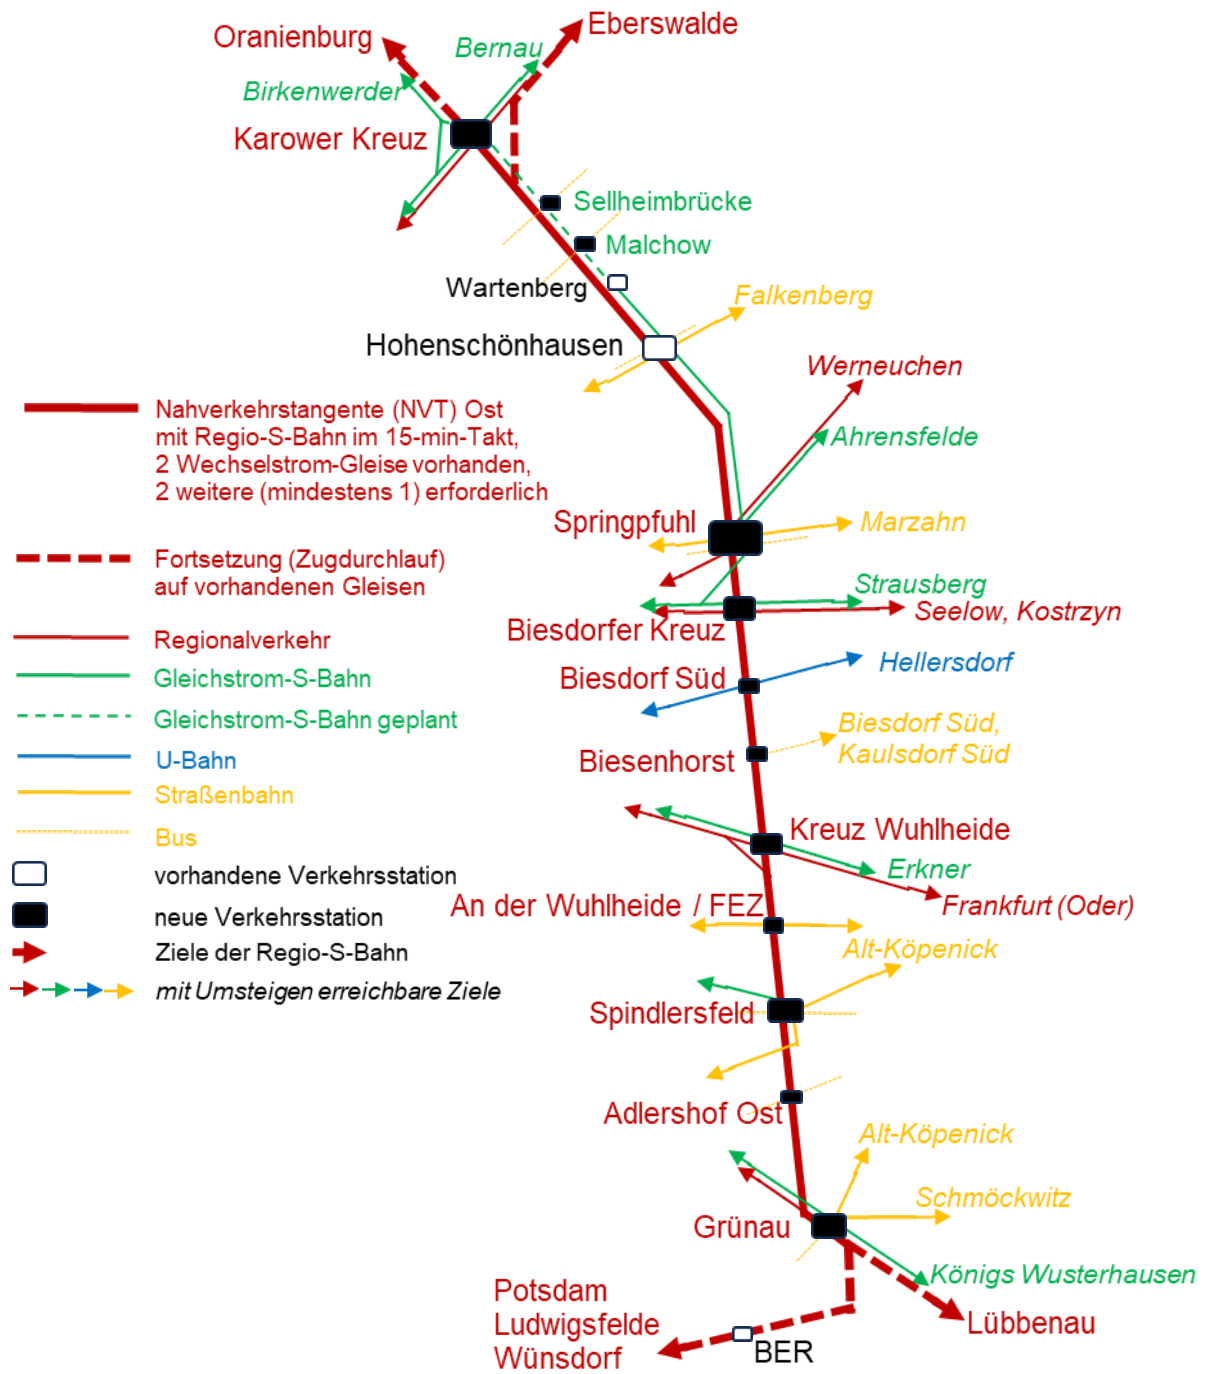 Eberswalde
Oranienburg
Bernau
Birkenwerder
Karower Kreuz
Sellheimbrücke
Malchow
Wartenberg
Falkenberg
Hohenschönhausen
Werneuchen
Nahverkehrstangente (NVT) Ost
mit Regio-S-Bahn im 15-min-Takt,
2 Wechselstrom-Gleise vorhanden,
2 weitere (mindestens 1) erforderlich
Ahrensfelde
Springpfuhl
Marzahn
Fortsetzung (Zugdurchlauf)
auf vorhandenen Gleisen
Strausberg
Seelow, Kostrzyn
Biesdorfer Kreuz
Regionalverkehr
Gleichstrom-S-Bahn
Gleichstrom-S-Bahn geplant
U-Bahn
Straßenbahn
Bus
Hellersdorf
Biesdorf Süd
Biesdorf Süd,
Kaulsdorf Süd
Biesenhorst
Kreuz Wuhlheide
Erkner
Frankfurt (Oder)
vorhandene Verkehrsstation
neue Verkehrsstation
Ziele der Regio-S-Bahn
mit Umsteigen erreichbare Ziele
An der Wuhlheide / FEZ
Alt-Köpenick
Spindlersfeld
Adlershof Ost
Alt-Köpenick
Schmöckwitz
Grünau
Königs Wusterhausen
Potsdam
Ludwigsfelde
Wünsdorf
Lübbenau
BER